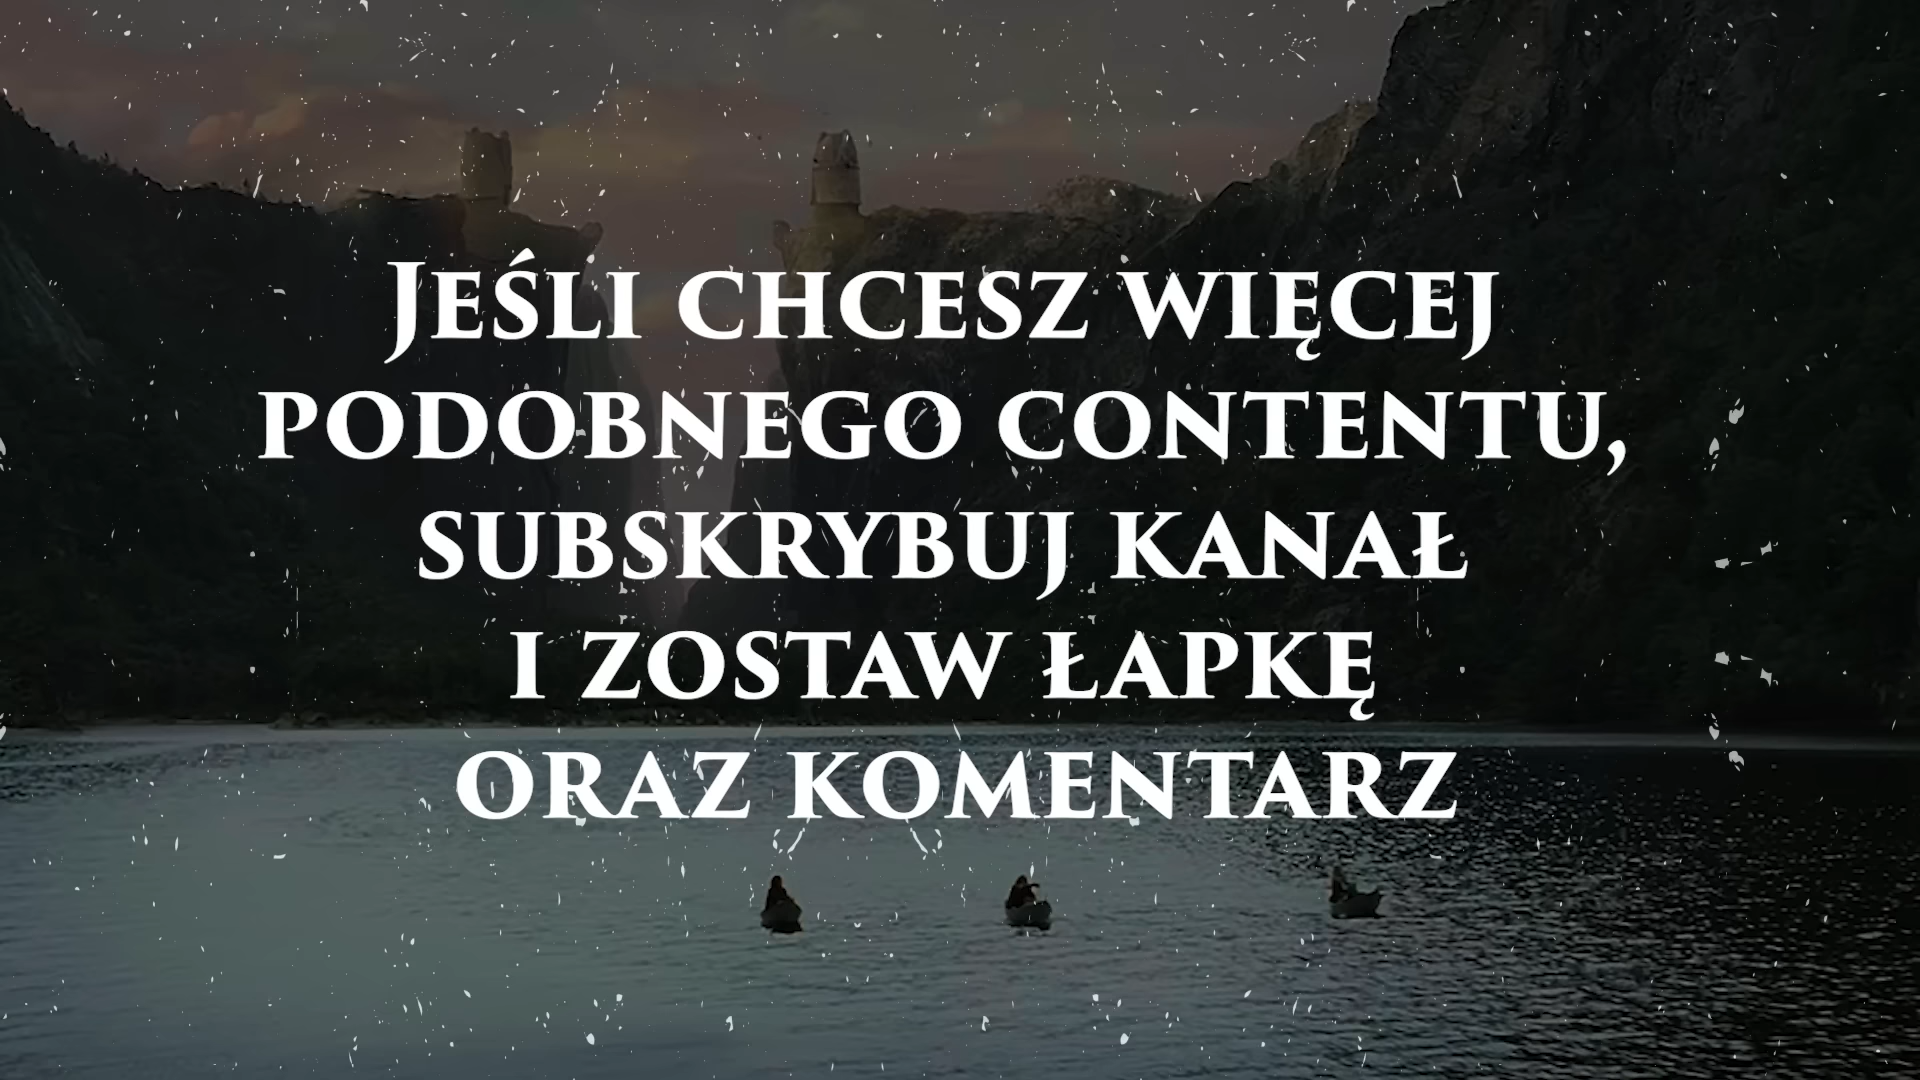 Jeśli chcesz więcej
podobnego contentu,
subskrybuj kanał
i zostaw łapkę
oraz komentarz